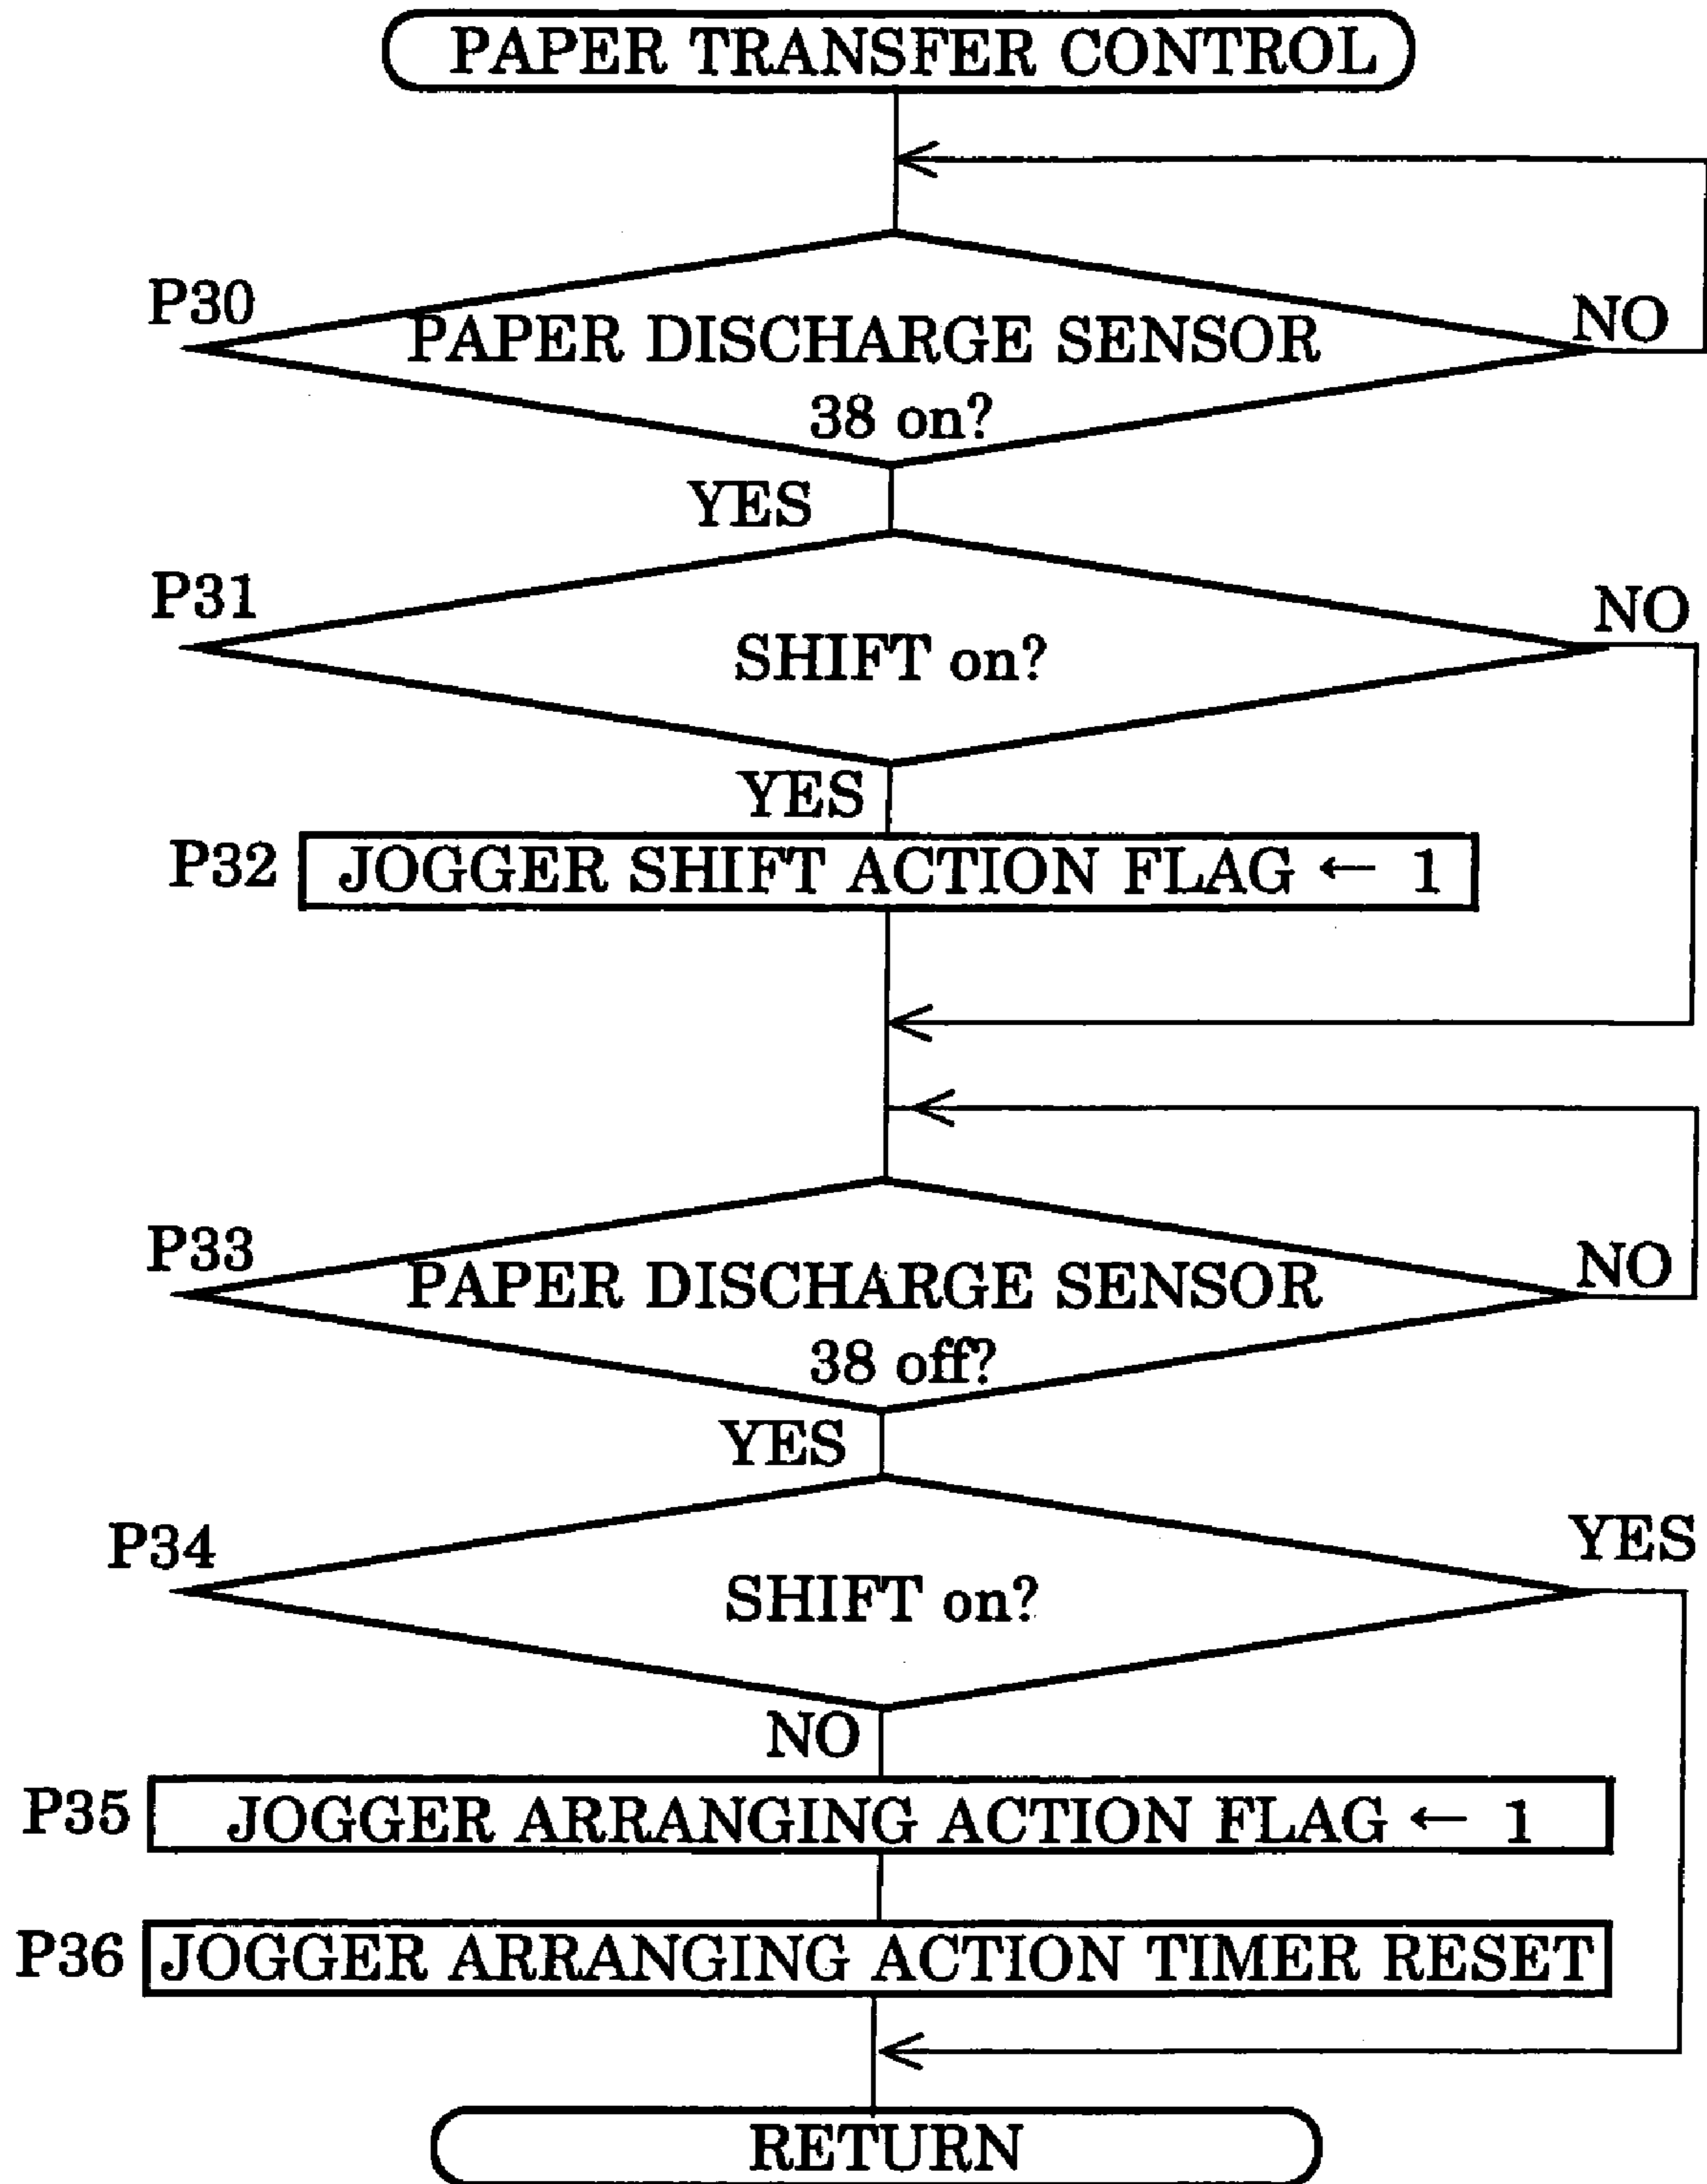 PAPER TRANSFER CONTROL
P30
NO
PAPER DISCHARGE SENSOR
38 on?
YES
P31
NO
SHIFT on?
YES
P32
JOGGER SHIFT ACTION FLAG ← 1
P33
NO
PAPER DISCHARGE SENSOR
38 off?
YES
P34
YES
SHIFT on?
NO
P35
JOGGER ARRANGING ACTION FLAG ← 1
P36
JOGGER ARRANGING ACTION TIMER RESET
RETURN